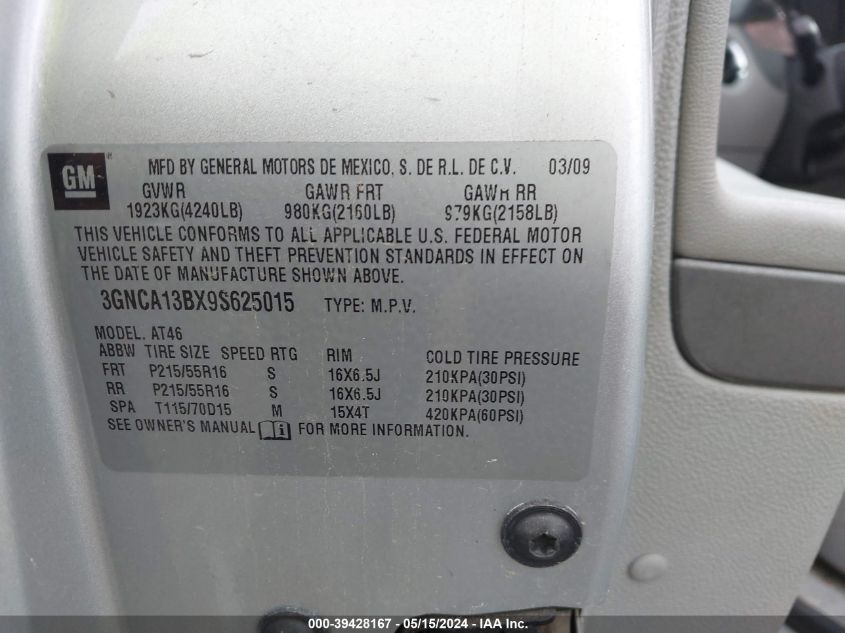 GM MFD BY GENERAL MOTORS DE MEXICO, S. DE R.L. DE C.V. 03/09
GVWR GAWR FRT GAWR RR
1923KG(4240LB) 980KG(2160LB) 979KG(2158LB)
THIS VEHICLE CONFORMS TO ALL APPLICABLE U.S. FEDERAL MOTOR
VEHICLE SAFETY AND THEFT PREVENTION STANDARDS IN EFFECT ON
THE DATE OF MANUFACTURE SHOWN ABOVE.
3GNCA13BX9S625015 TYPE: M.P.V.
MODEL. AT46
ABBW TIRE SIZE SPEED RTG RIM COLD TIRE PRESSURE
FRT P215/55R16 S 16X6.5J 210KPA(30PSI)
RR P215/55R16 S 16X6.5J 210KPA(30PSI)
SPA T115/70D15 M 15X4T 420KPA(60PSI)
SEE OWNER'S MANUAL FOR MORE INFORMATION.
000-39428167 - 05/15/2024 - IAA Inc.